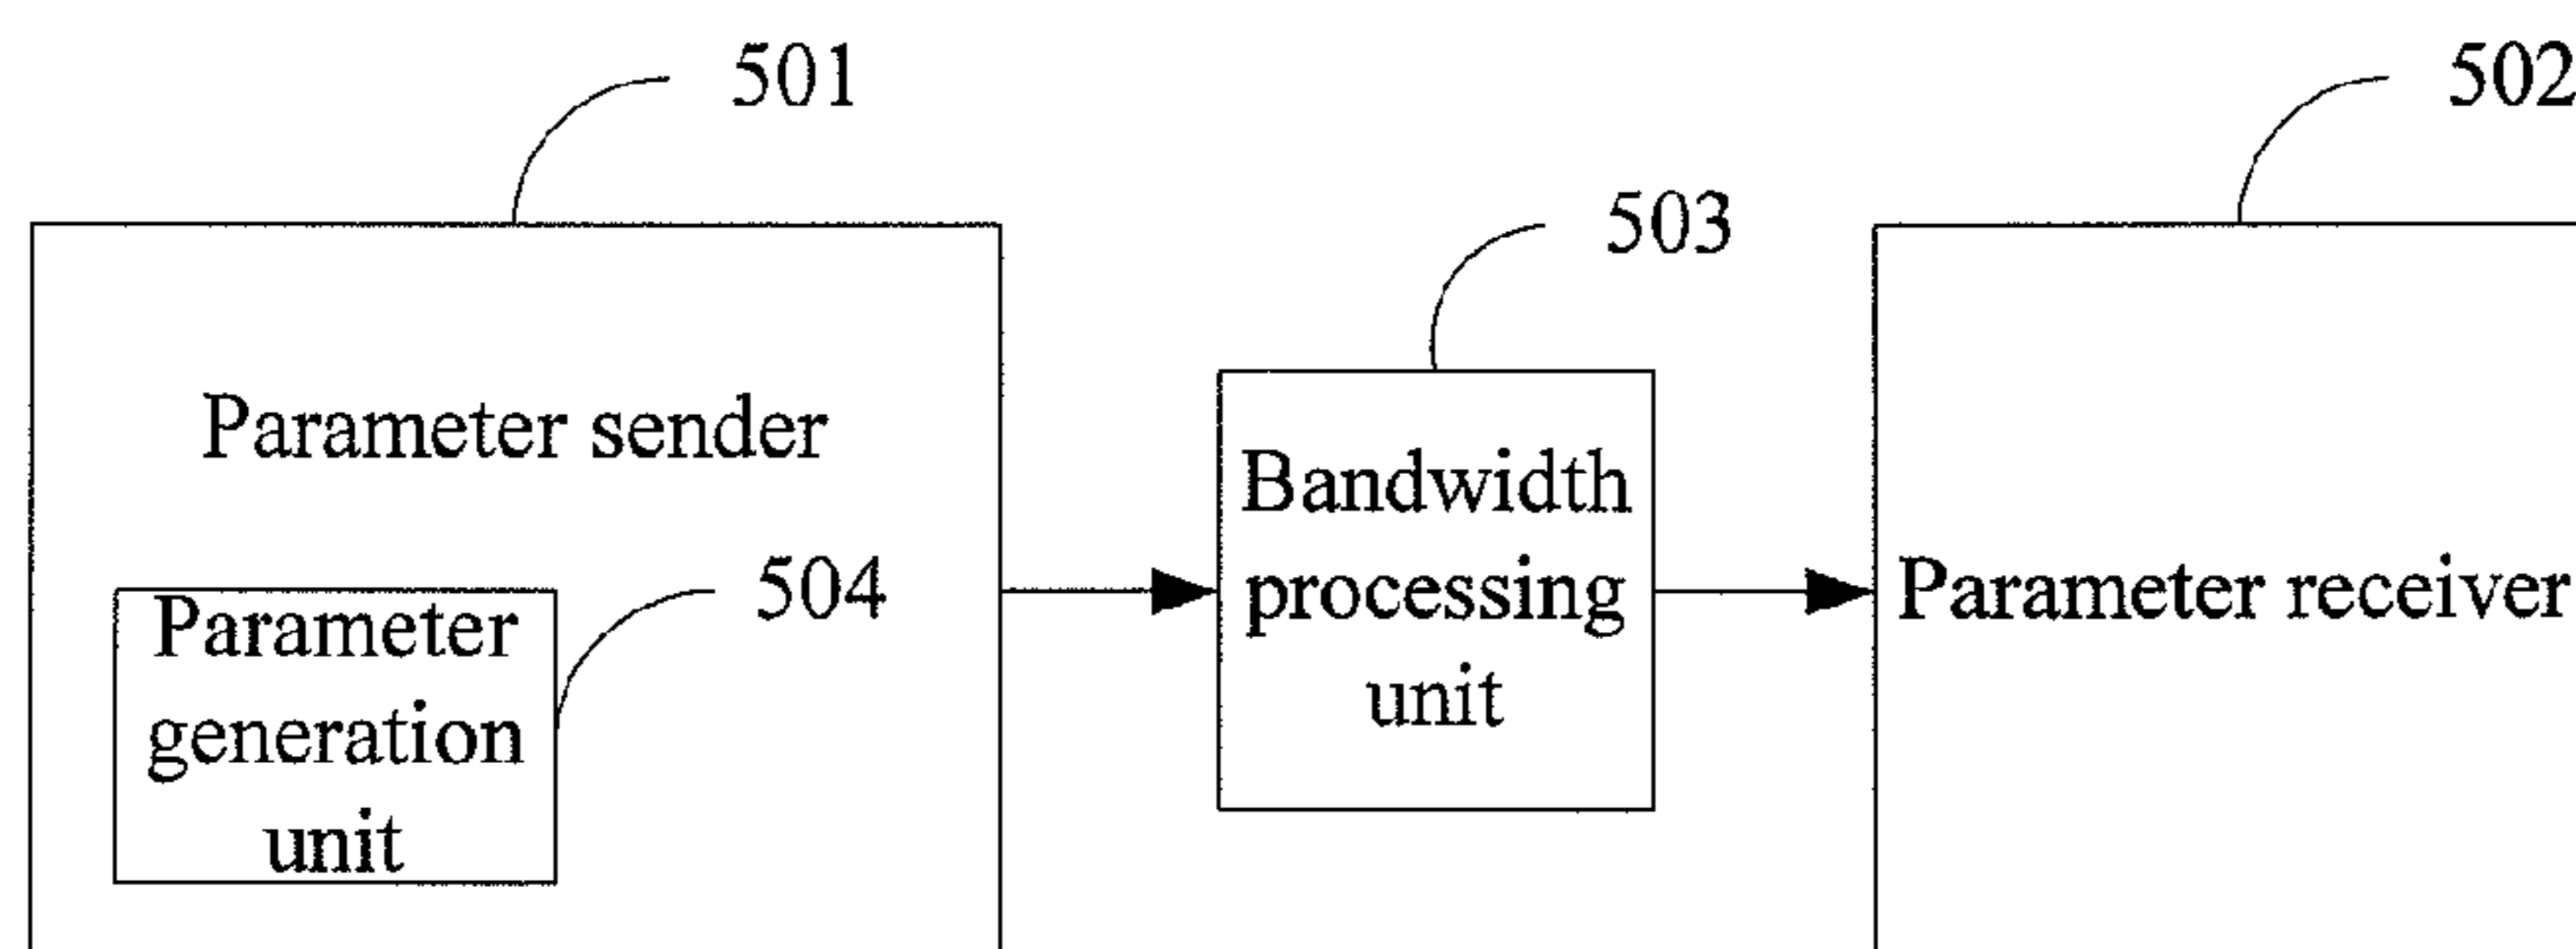 501
502
503
Parameter sender
Bandwidth
processing
unit
504
Parameter
generation
unit
Parameter receiver